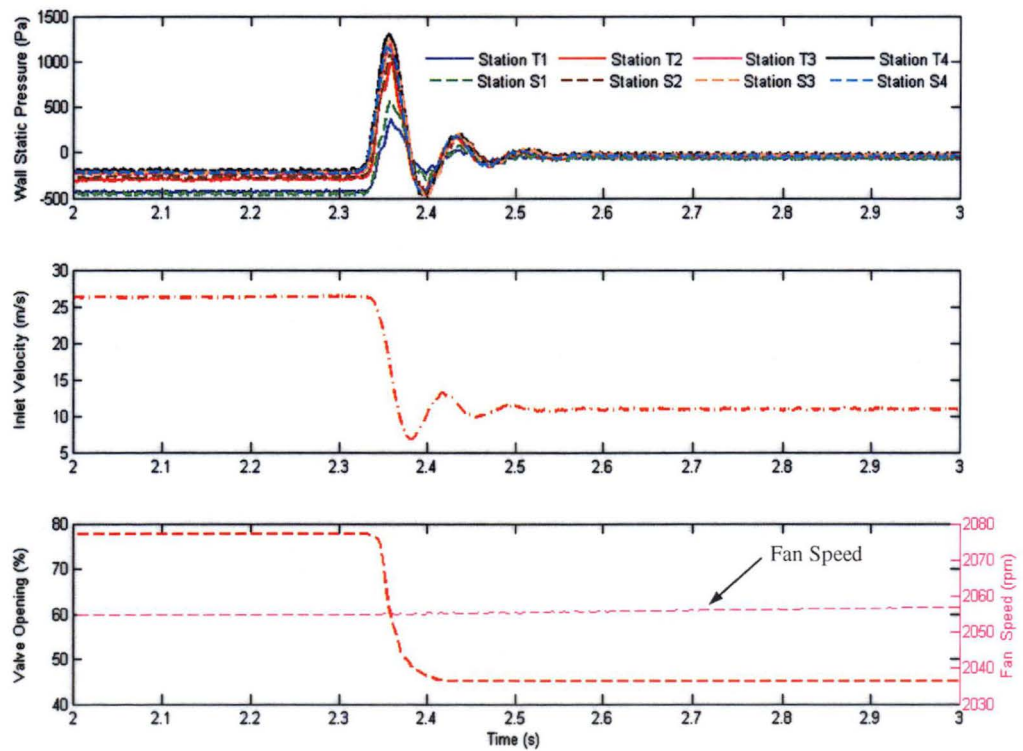 1500
1000
500
0
-500
Wall Static Pressure (Pa)
Station T1 Station T2 Station T3 Station T4
Station S1 Station S2 Station S3 Station S4
2 2.1 2.2 2.3 2.4 2.5 2.6 2.7 2.8 2.9 3
30
25
20
15
10
5
Inlet Velocity (m/s)
2 2.1 2.2 2.3 2.4 2.5 2.6 2.7 2.8 2.9 3
80
70
60
50
40
Valve Opening (%)
Fan Speed
2080
2070
2060
2050
2040
2030
Fan Speed (rpm)
2 2.1 2.2 2.3 2.4 2.5 2.6 2.7 2.8 2.9 3
Time (s)